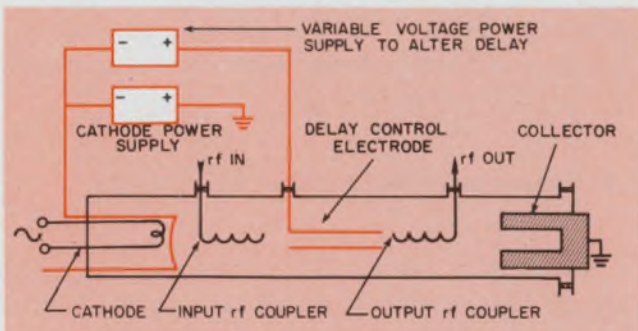 VARIABLE VOLTAGE POWER
SUPPLY TO ALTER DELAY
- +
- +
CATHODE POWER
SUPPLY
DELAY CONTROL
ELECTRODE
COLLECTOR
rf IN
rf OUT
CATHODE
INPUT rf COUPLER
OUTPUT rf COUPLER